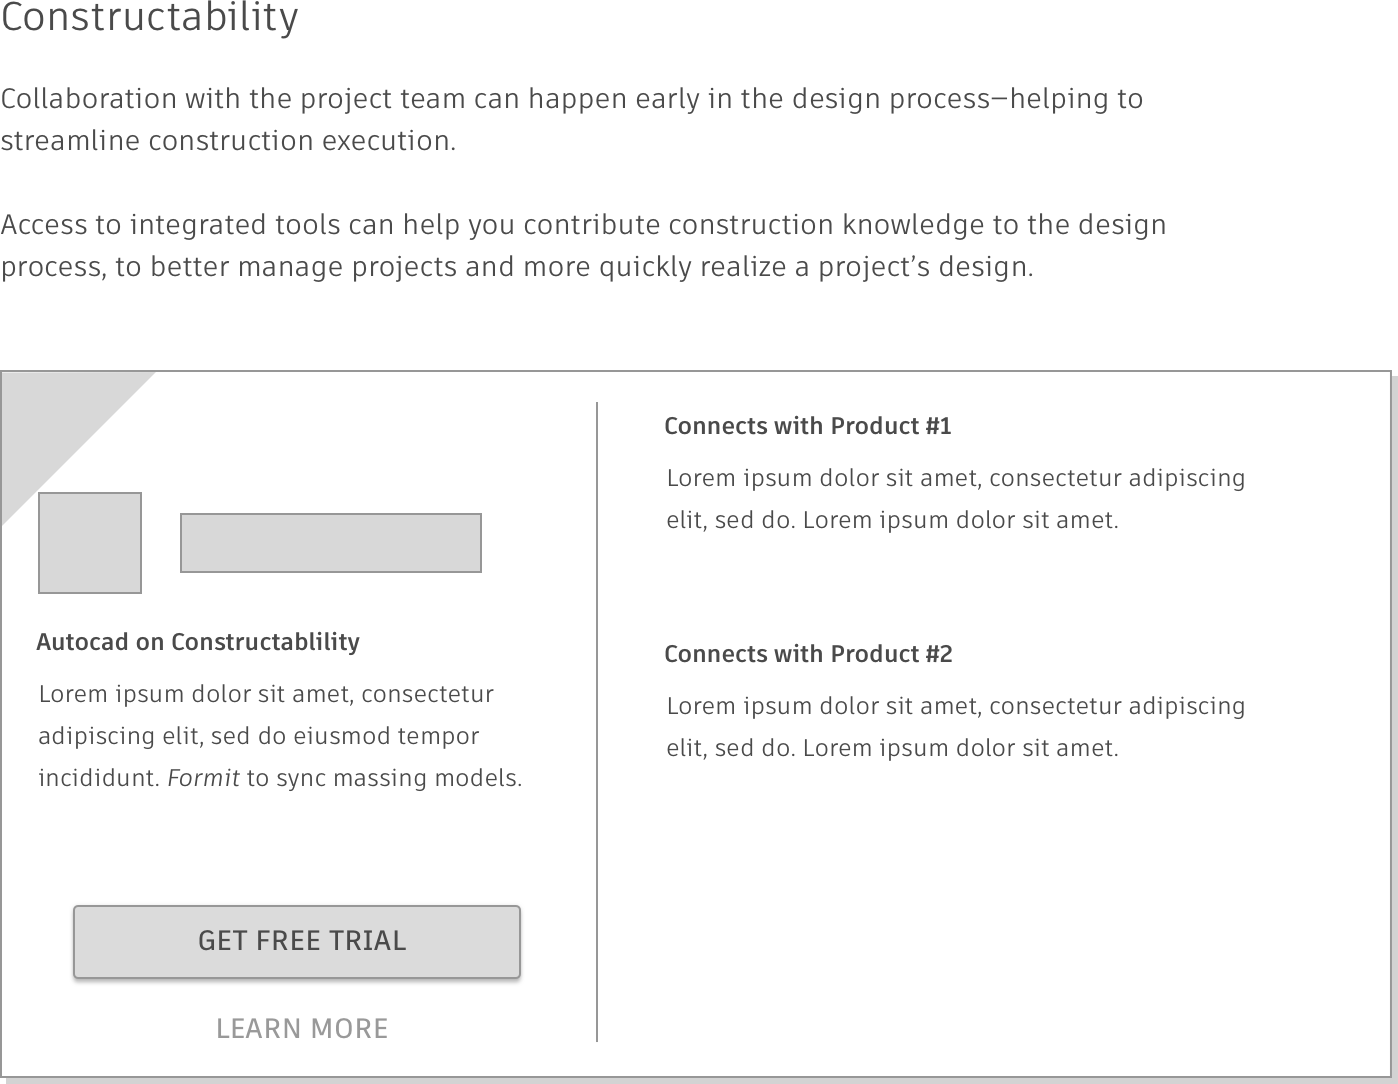 Constructability
Collaboration with the project team can happen early in the design process—helping to
streamline construction execution.
Access to integrated tools can help you contribute construction knowledge to the design
process, to better manage projects and more quickly realize a project’s design.
Autocad on Constructablility
Lorem ipsum dolor sit amet, consectetur
adipiscing elit, sed do eiusmod tempor
incididunt. Formit to sync massing models.
GET FREE TRIAL
LEARN MORE
Connects with Product #1
Lorem ipsum dolor sit amet, consectetur adipiscing
elit, sed do. Lorem ipsum dolor sit amet.
Connects with Product #2
Lorem ipsum dolor sit amet, consectetur adipiscing
elit, sed do. Lorem ipsum dolor sit amet.